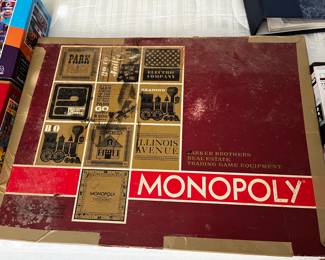 PARK
ELECTRIC
COMPANY
GO
READING
B&O
ILLINOIS
AVENUE
PARKER BROTHERS
REAL ESTATE
TRADING GAME EQUIPMENT
MONOPOLY
MONOPOLY